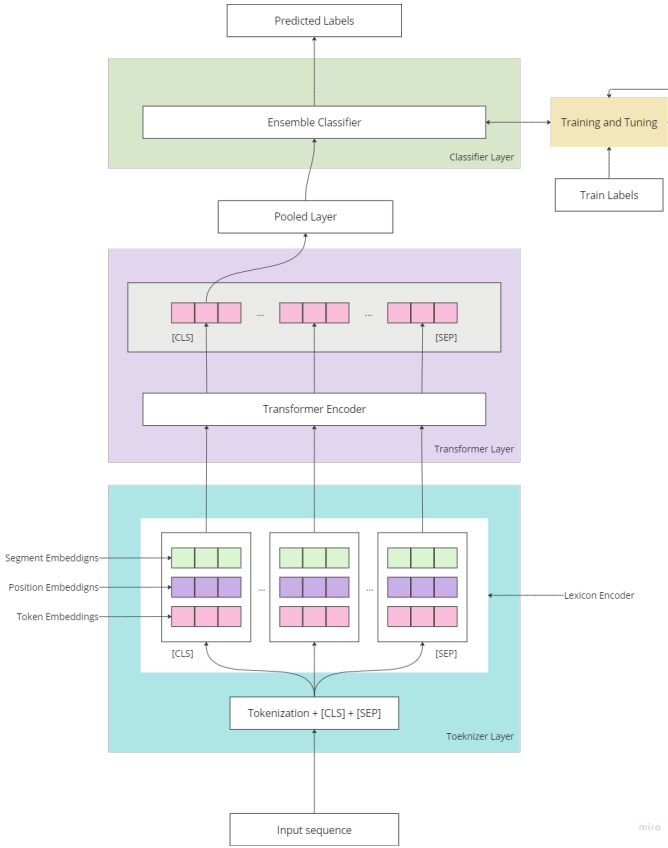 Predicted Labels
Ensemble Classifier
Training and Tuning
Classifier Layer
Train Labels
Pooled Layer
... ...
[CLS] [SEP]
Transformer Encoder
Transformer Layer
Segment Embeddigns
Position Embeddigns
... ...
Lexicon Encoder
Token Embeddings
[CLS] [SEP]
Tokenization + [CLS] + [SEP]
Toeknizer Layer
Input sequence
miro